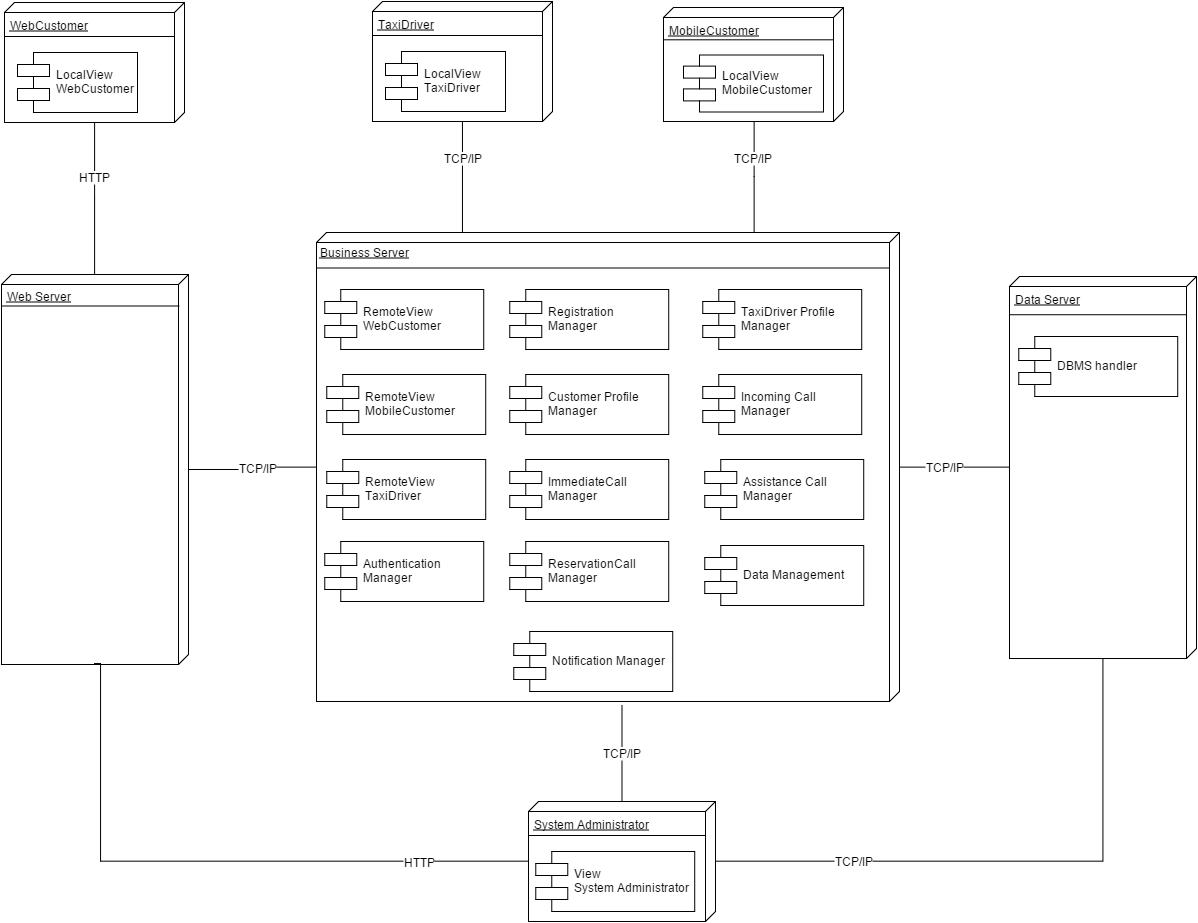 WebCustomer
LocalView
WebCustomer
TaxiDriver
LocalView
TaxiDriver
MobileCustomer
LocalView
MobileCustomer
HTTP
TCP/IP
TCP/IP
Web Server
Business Server
RemoteView
WebCustomer
Registration
Manager
TaxiDriver Profile
Manager
RemoteView
MobileCustomer
Customer Profile
Manager
Incoming Call
Manager
RemoteView
TaxiDriver
ImmediateCall
Manager
Assistance Call
Manager
Authentication
Manager
ReservationCall
Manager
Data Management
Notification Manager
Data Server
DBMS handler
TCP/IP
TCP/IP
TCP/IP
System Administrator
View
System Administrator
HTTP
TCP/IP